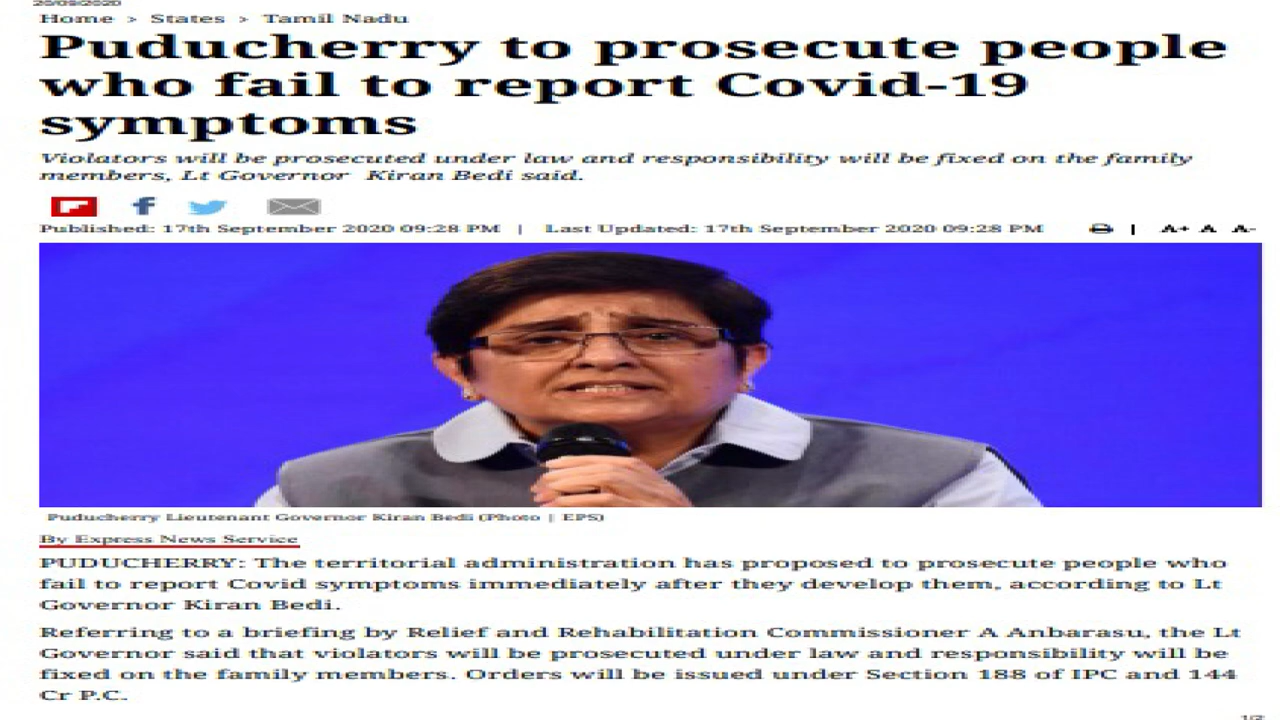 20/09/2020
Home > States > Tamil Nadu
Puducherry to prosecute people
who fail to report Covid-19
symptoms
Violators will be prosecuted under law and responsibility will be fixed on the family
members, Lt Governor Kiran Bedi said.
Published: 17th September 2020 09:28 PM | Last Updated: 17th September 2020 09:28 PM | A+ A A-
Puducherry Lieutenant Governor Kiran Bedi (Photo | EPS)
By Express News Service
PUDUCHERRY: The territorial administration has proposed to prosecute people who
fail to report Covid symptoms immediately after they develop them, according to Lt
Governor Kiran Bedi.
Referring to a briefing by Relief and Rehabilitation Commissioner A Anbarasu, the Lt
Governor said that violators will be prosecuted under law and responsibility will be
fixed on the family members. Orders will be issued under Section 188 of IPC and 144
Cr P.C.
1/2